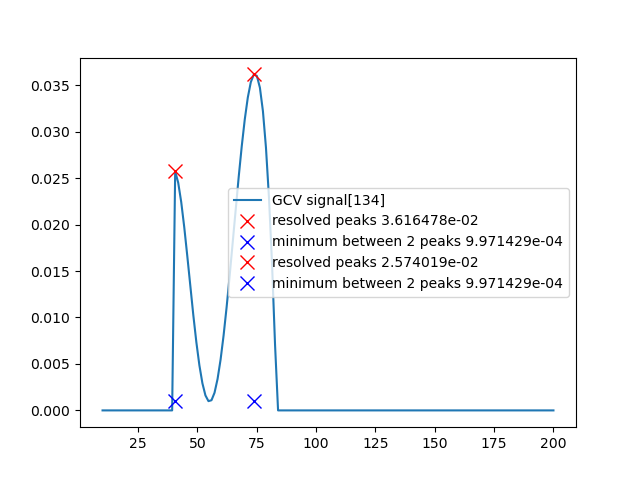 0.035
0.030
0.025
0.020
0.015
0.010
0.005
0.000
GCV signal[134]
resolved peaks 3.616478e-02
minimum between 2 peaks 9.971429e-04
resolved peaks 2.574019e-02
minimum between 2 peaks 9.971429e-04
25 50 75 100 125 150 175 200